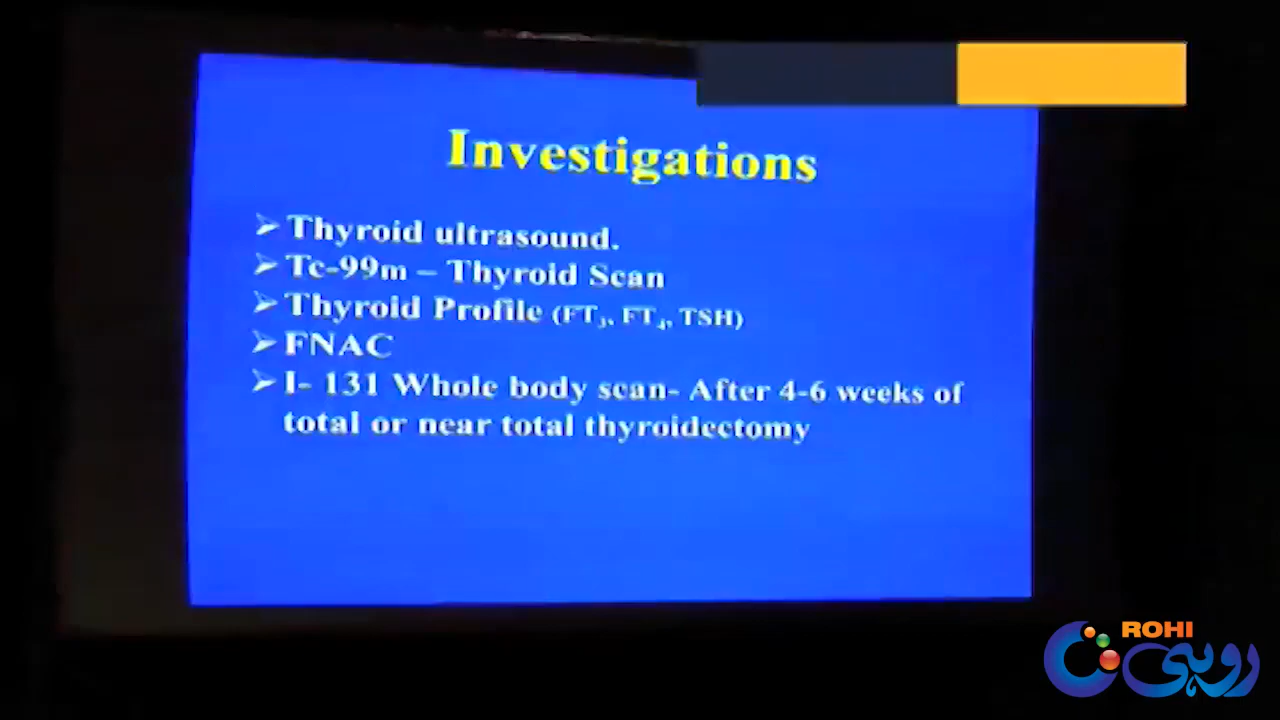 Investigations
➢ Thyroid ultrasound.
➢ Tc-99m – Thyroid Scan
➢ Thyroid Profile (FT₃, FT₄, TSH)
➢ FNAC
➢ I- 131 Whole body scan- After 4-6 weeks of
total or near total thyroidectomy
ROHI
روہی